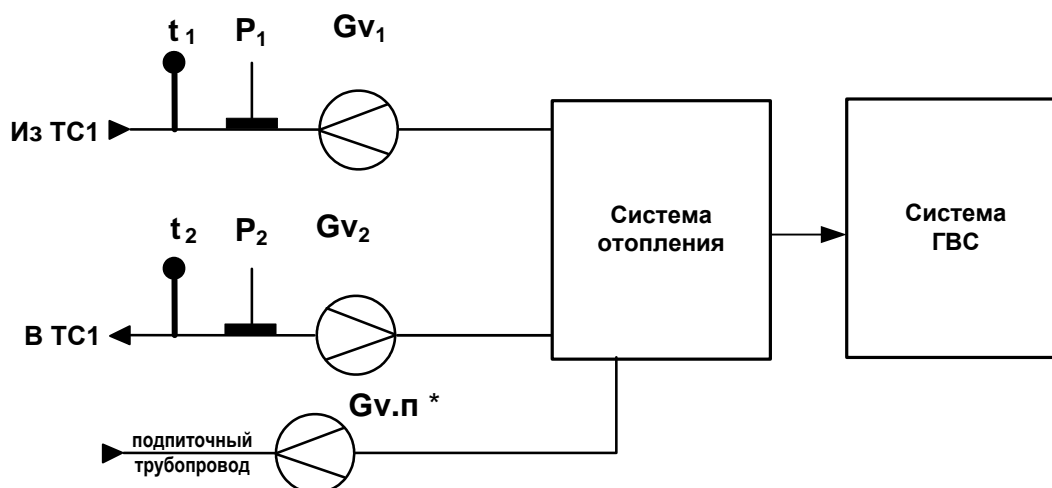 t 1 P1 Gv1
Из ТС1
Система
отопления
Система
ГВС
t 2 P2 Gv2
В ТС1
Gv.п *
подпиточный
трубопровод